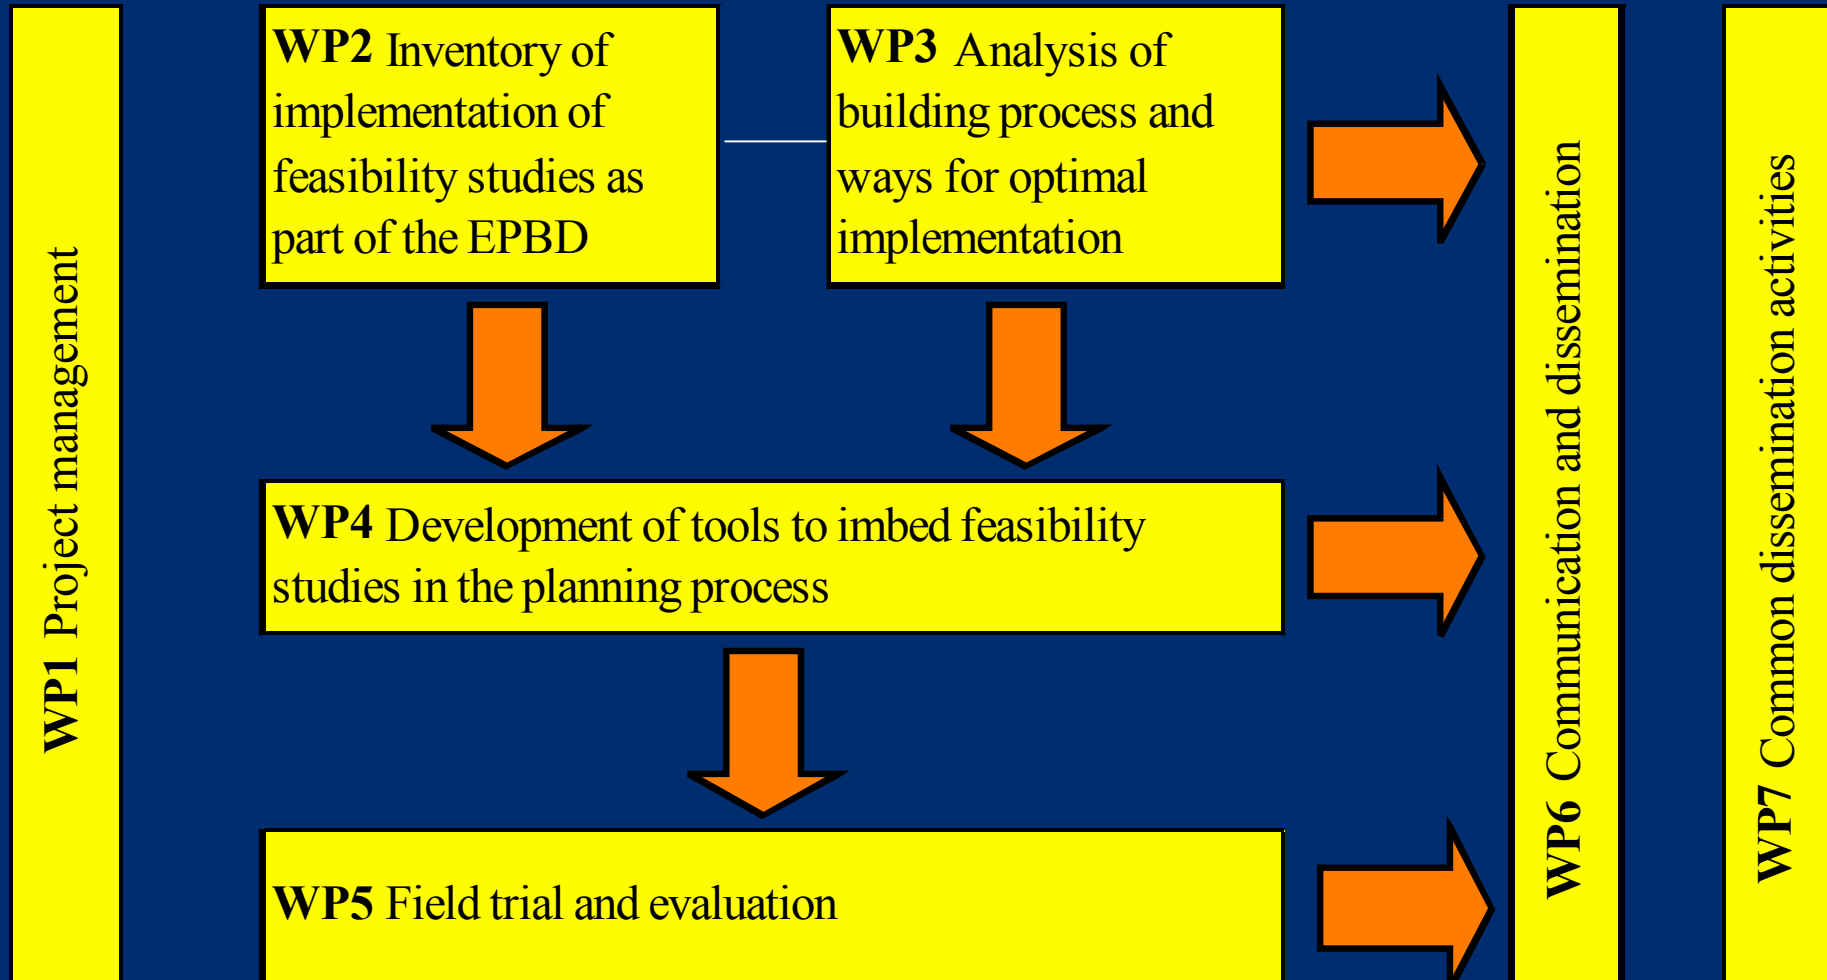 WP1 Project management
WP2 Inventory of
implementation of
feasibility studies as
part of the EPBD
WP3 Analysis of
building process and
ways for optimal
implementation
WP4 Development of tools to imbed feasibility
studies in the planning process
WP5 Field trial and evaluation
WP6 Communication and dissemination
WP7 Common dissemination activities